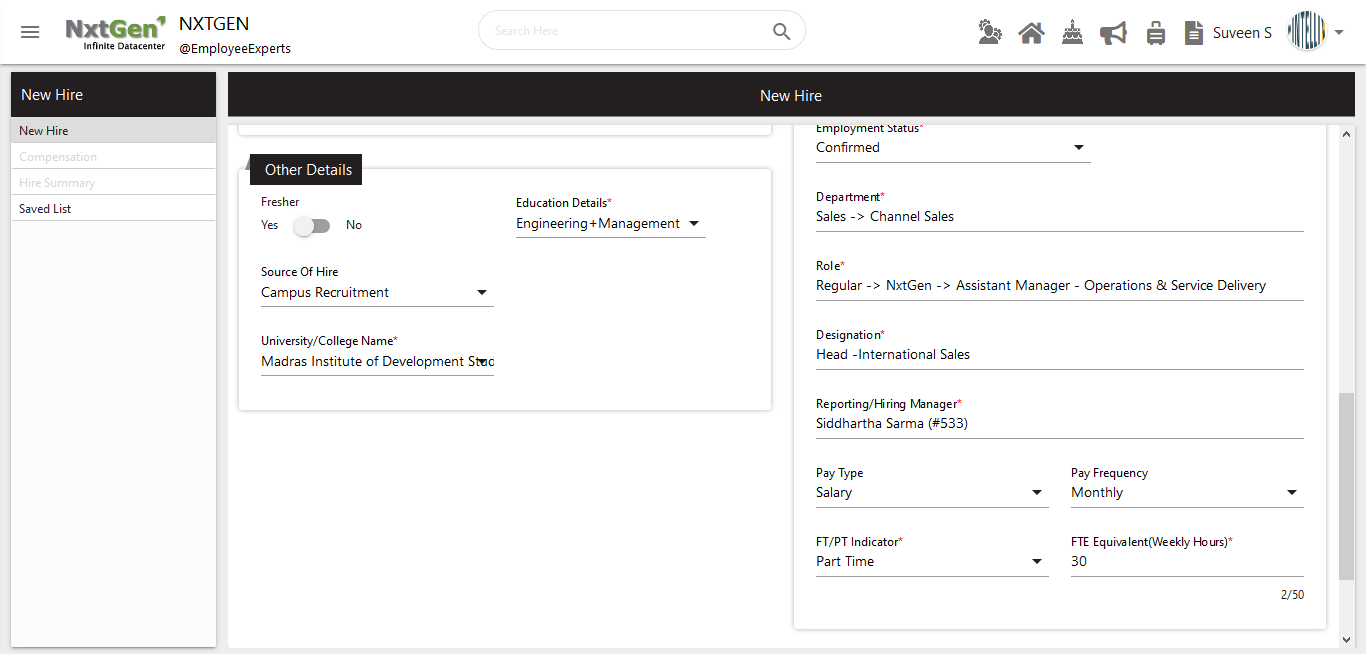 NxtGen
Infinite Datacenter
NXTGEN
@EmployeeExperts
Search Here
Suveen S
INTELLI
New Hire
New Hire
Compensation
Hire Summary
Saved List
New Hire
Other Details
Fresher
Yes No
Education Details*
Engineering+Management
Source Of Hire
Campus Recruitment
University/College Name*
Madras Institute of Development Stud
Employment Status*
Confirmed
Department*
Sales -> Channel Sales
Role*
Regular -> NxtGen -> Assistant Manager - Operations & Service Delivery
Designation*
Head -International Sales
Reporting/Hiring Manager*
Siddhartha Sarma (#533)
Pay Type
Salary
Pay Frequency
Monthly
FT/PT Indicator*
Part Time
FTE Equivalent(Weekly Hours)*
30
2/50